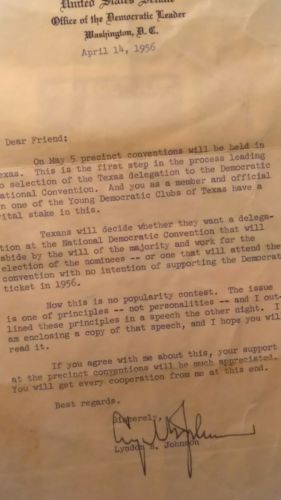 United States Senate
Office of the Democratic Leader
Washington, D. C.
April 14, 1956
Dear Friend:
On May 5 precinct conventions will be held in
exas. This is the first step in the process leading
o selection of the Texas delegation to the Democratic
ational Convention. And you as a member and official
n one of the Young Democratic Clubs of Texas have a
ital stake in this.
Texans will decide whether they want a delega-
tion at the National Democratic Convention that will
abide by the will of the majority and work for the
election of the nominees -- or one that will attend the
convention with no intention of supporting the Democrat
ticket in 1956.
Now this is no popularity contest. The issue
is one of principles -- not personalities -- and I out-
lined these principles in a speech the other night. I
am enclosing a copy of that speech, and I hope you will
read it.
If you agree with me about this, your support
at the precinct conventions will be much appreciated.
You will get every cooperation from me at this end.
Best regards.
Sincerely,
Lyndon B. Johnson